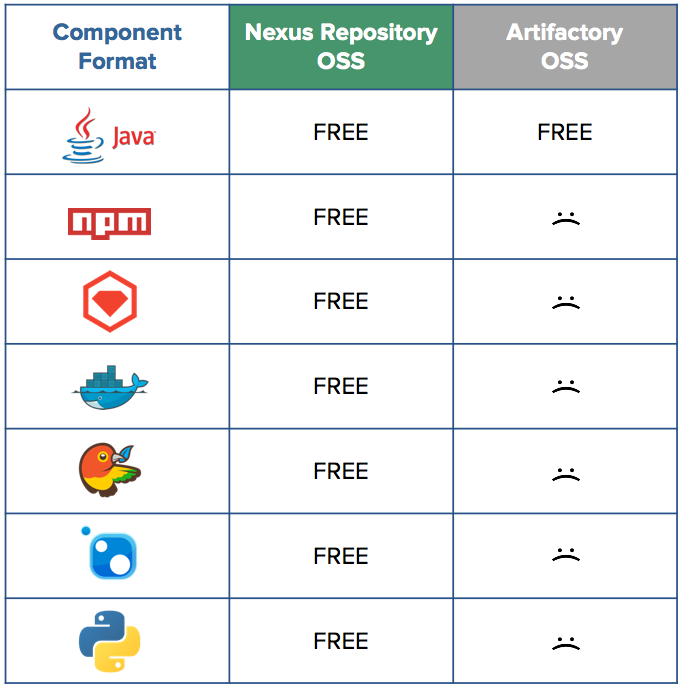 Component
Format
Nexus Repository
OSS
Artifactory
OSS
Java
FREE
FREE
npm
FREE
FREE
FREE
FREE
FREE
FREE